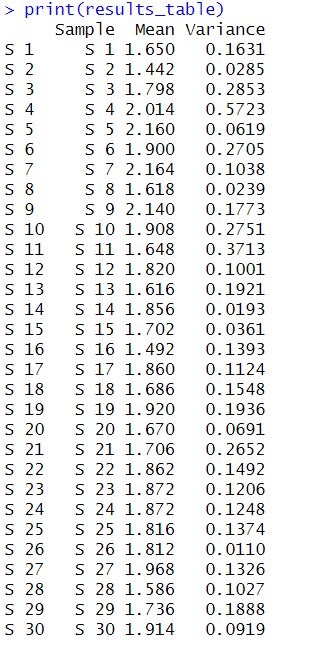 > print(results_table)
Sample Mean Variance
S 1 S 1 1.650 0.1631
S 2 S 2 1.442 0.0285
S 3 S 3 1.798 0.2853
S 4 S 4 2.014 0.5723
S 5 S 5 2.160 0.0619
S 6 S 6 1.900 0.2705
S 7 S 7 2.164 0.1038
S 8 S 8 1.618 0.0239
S 9 S 9 2.140 0.1773
S 10 S 10 1.908 0.2751
S 11 S 11 1.648 0.3713
S 12 S 12 1.820 0.1001
S 13 S 13 1.616 0.1921
S 14 S 14 1.856 0.0193
S 15 S 15 1.702 0.0361
S 16 S 16 1.492 0.1393
S 17 S 17 1.860 0.1124
S 18 S 18 1.686 0.1548
S 19 S 19 1.920 0.1936
S 20 S 20 1.670 0.0691
S 21 S 21 1.706 0.2652
S 22 S 22 1.862 0.1492
S 23 S 23 1.872 0.1206
S 24 S 24 1.872 0.1248
S 25 S 25 1.816 0.1374
S 26 S 26 1.812 0.0110
S 27 S 27 1.968 0.1326
S 28 S 28 1.586 0.1027
S 29 S 29 1.736 0.1888
S 30 S 30 1.914 0.0919